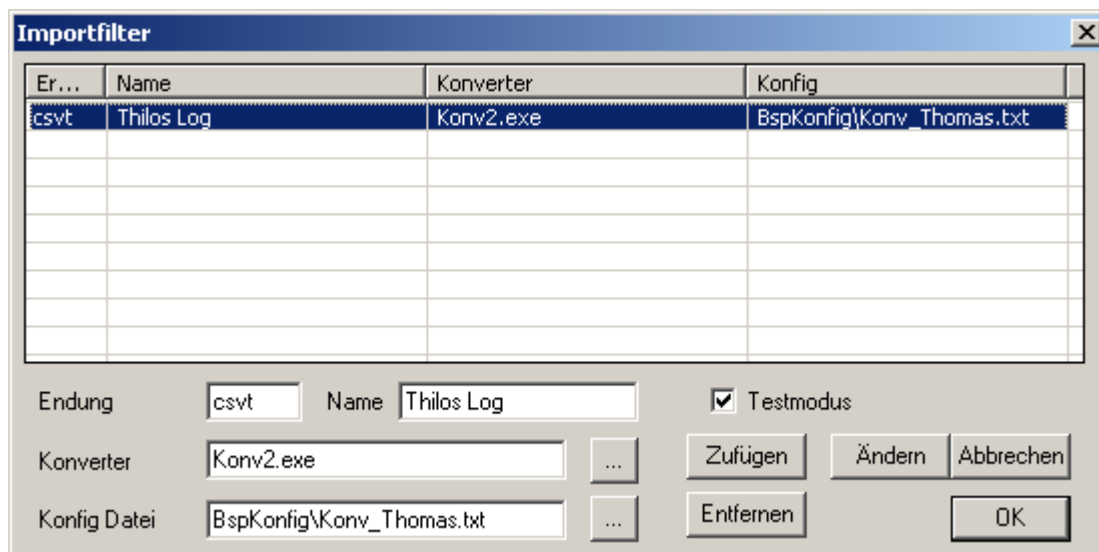 Importfilter
Er... Name Konverter Konfig
csvt Thilos Log Konv2.exe BspKonfig\Konv_Thomas.txt
Endung csvt Name Thilos Log Testmodus
Konverter Konv2.exe ... Zufügen Ändern Abbrechen
Konfig Datei BspKonfig\Konv_Thomas.txt ... Entfernen OK